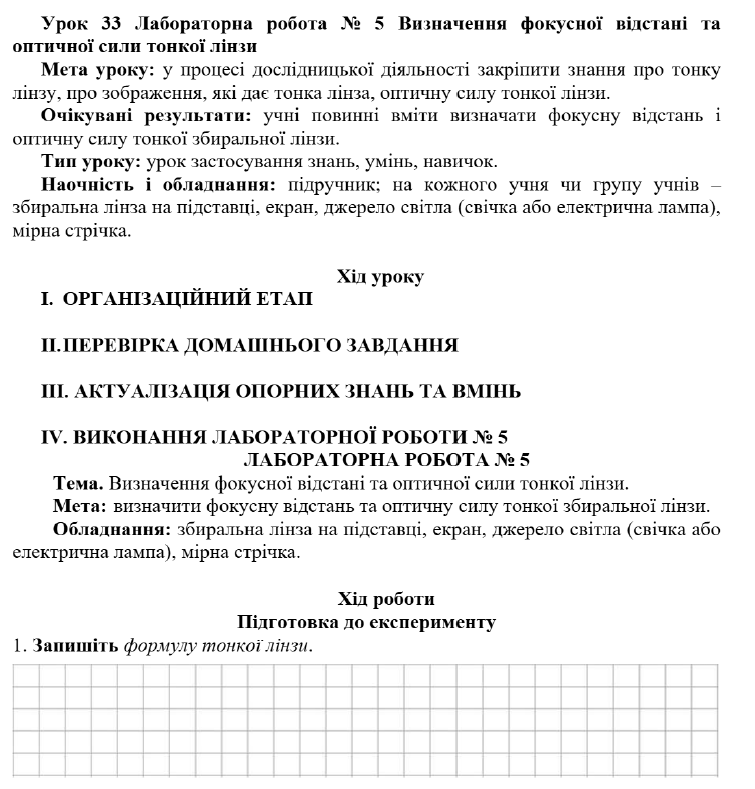 Урок 33 Лабораторна робота № 5 Визначення фокусної відстані та
оптичної сили тонкої лінзи
Мета уроку: у процесі дослідницької діяльності закріпити знання про тонку
лінзу, про зображення, які дає тонка лінза, оптичну силу тонкої лінзи.
Очікувані результати: учні повинні вміти визначати фокусну відстань і
оптичну силу тонкої збиральної лінзи.
Тип уроку: урок застосування знань, умінь, навичок.
Наочність і обладнання: підручник; на кожного учня чи групу учнів –
збиральна лінза на підставці, екран, джерело світла (свічка або електрична лампа),
мірна стрічка.
Хід уроку
І. ОРГАНІЗАЦІЙНИЙ ЕТАП
ІІ.ПЕРЕВІРКА ДОМАШНЬОГО ЗАВДАННЯ
ІІІ. АКТУАЛІЗАЦІЯ ОПОРНИХ ЗНАНЬ ТА ВМІНЬ
IV. ВИКОНАННЯ ЛАБОРАТОРНОЇ РОБОТИ № 5
ЛАБОРАТОРНА РОБОТА № 5
Тема. Визначення фокусної відстані та оптичної сили тонкої лінзи.
Мета: визначити фокусну відстань та оптичну силу тонкої збиральної лінзи.
Обладнання: збиральна лінза на підставці, екран, джерело світла (свічка або
електрична лампа), мірна стрічка.
Хід роботи
Підготовка до експерименту
1. Запишіть формулу тонкої лінзи.